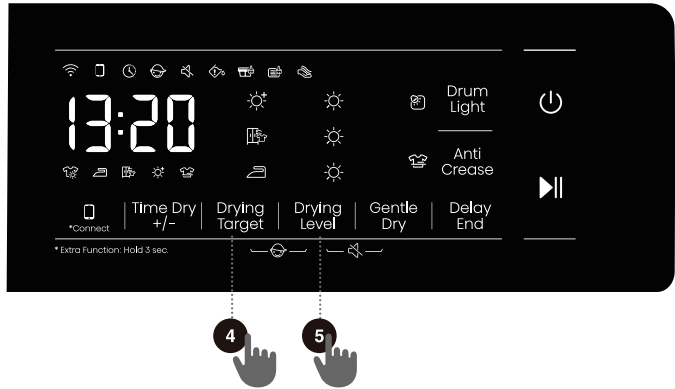 13:20
Drum
Light
Anti
Crease
*Connect
Time Dry
+/-
Drying
Target
Drying
Level
Gentle
Dry
Delay
End
* Extra Function: Hold 3 sec.
4
5